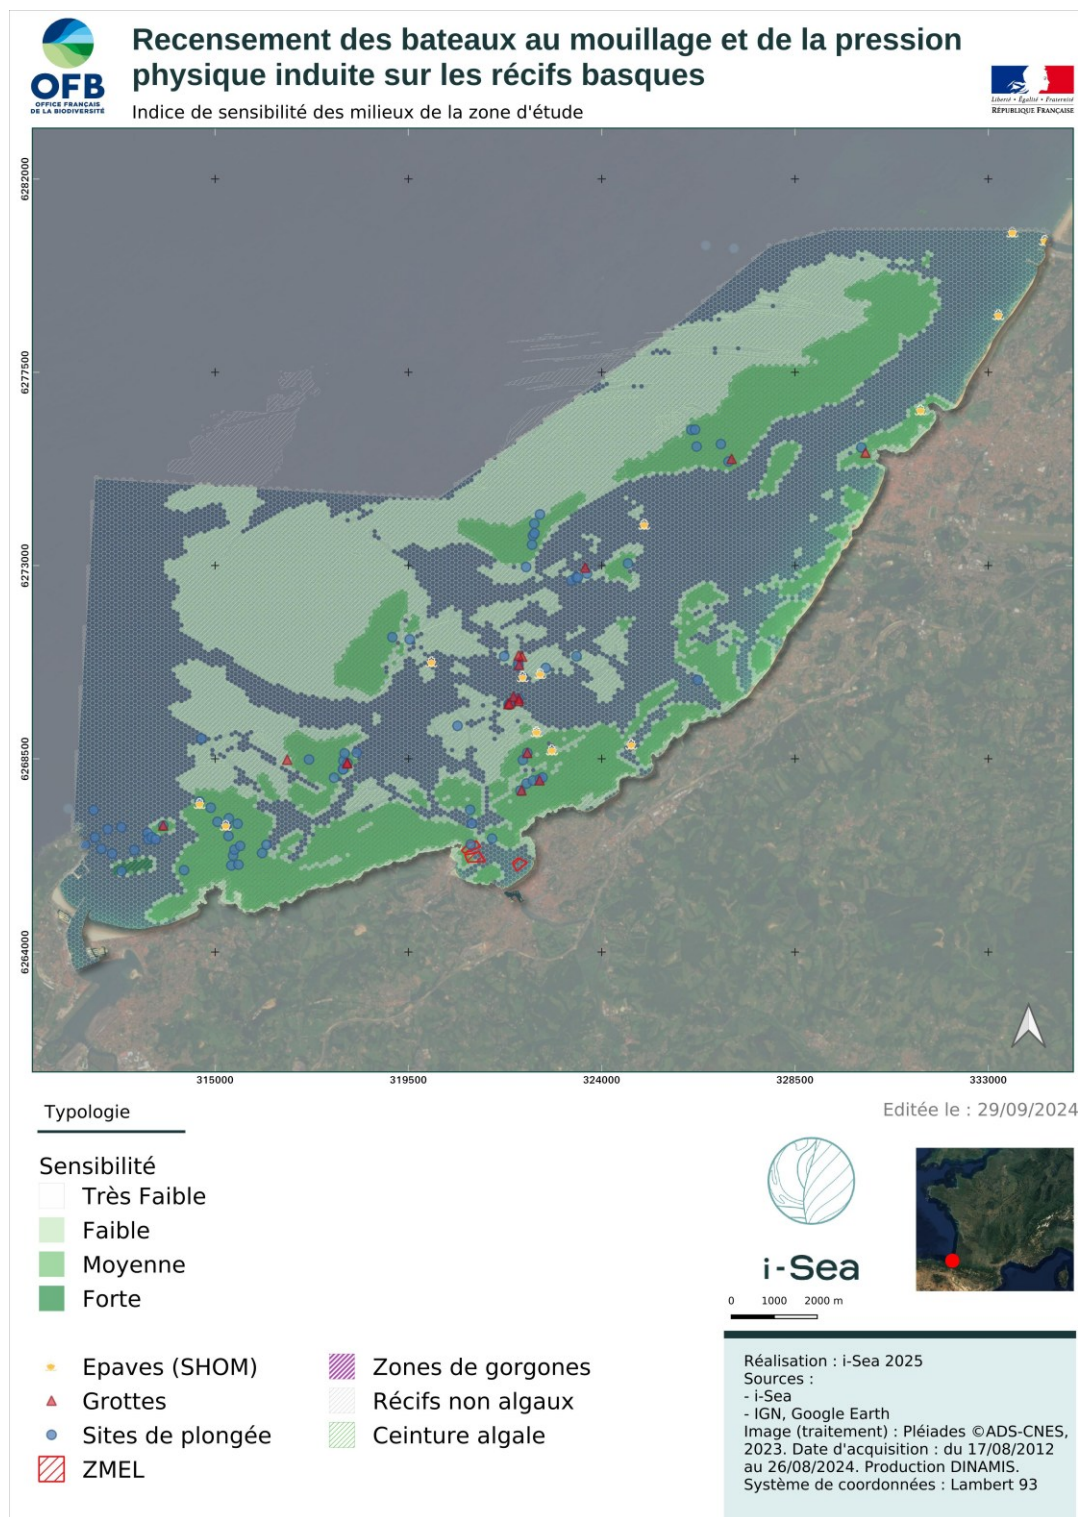 OFB
OFFICE FRANÇAIS
DE LA BIODIVERSITÉ
Recensement des bateaux au mouillage et de la pression
physique induite sur les récifs basques
Indice de sensibilité des milieux de la zone d'étude
Liberté • Égalité • Fraternité
RÉPUBLIQUE FRANÇAISE
6282000
6277500
6273000
6268500
6264000
315000
319500
324000
328500
333000
Typologie
Editée le : 29/09/2024
Sensibilité
Très Faible
Faible
Moyenne
Forte
i-Sea
0 1000 2000 m
Epaves (SHOM)
Grottes
Sites de plongée
ZMEL
Zones de gorgones
Récifs non algaux
Ceinture algale
Réalisation : i-Sea 2025
Sources :
- i-Sea
- IGN, Google Earth
Image (traitement) : Pléiades ©ADS-CNES,
2023. Date d'acquisition : du 17/08/2012
au 26/08/2024. Production DINAMIS.
Système de coordonnées : Lambert 93